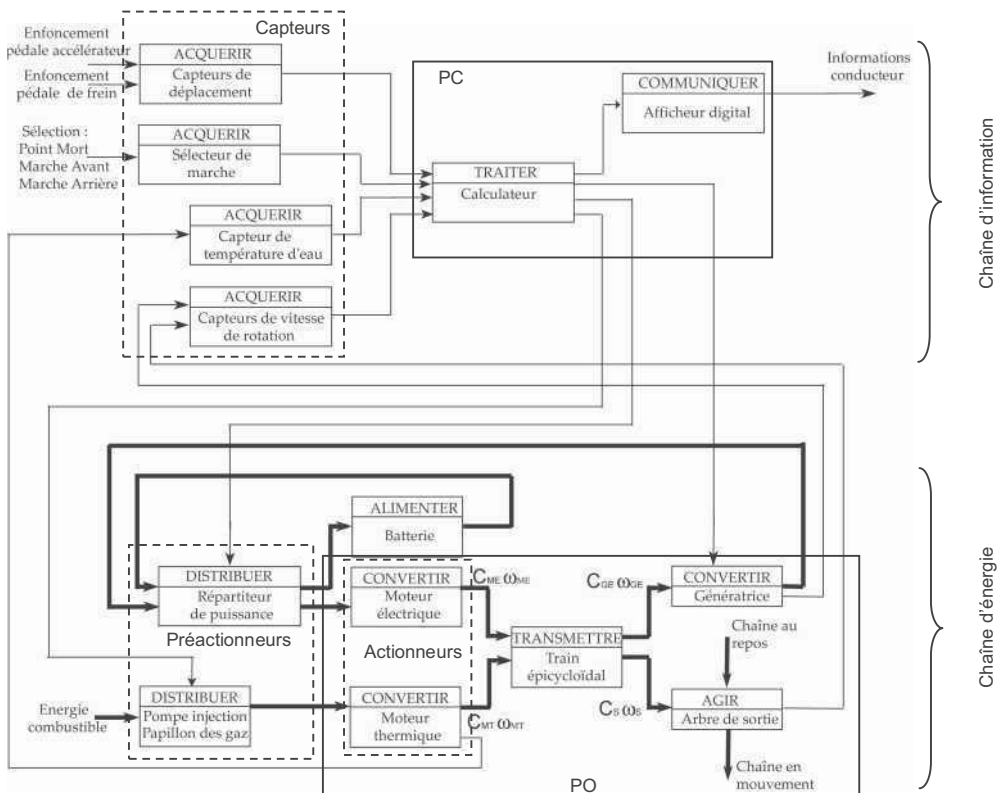 Capteurs
Enfoncement
pédale accélérateur
Enfoncement
pédale de frein
ACQUERIR
Capteurs de
déplacement
Sélection :
Point Mort
Marche Avant
Marche Arrière
ACQUERIR
Sélecteur de
marche
ACQUERIR
Capteur de
température d'eau
ACQUERIR
Capteurs de vitesse
de rotation
PC
TRAITER
Calculateur
COMMUNIQUER
Afficheur digital
Informations
conducteur
Chaîne d'information
ALIMENTER
Batterie
DISTRIBUER
Répartiteur
de puissance
Préactionneurs
CONVERTIR
Moteur
électrique
CME ωME
Actionneurs
TRANSMETTRE
Train
épicycloïdal
CGE ωGE
CONVERTIR
Génératrice
Chaîne au
repos
Energie
combustible
DISTRIBUER
Pompe injection
Papillon des gaz
CONVERTIR
Moteur
thermique
CMT ωMT
CS ωS
AGIR
Arbre de sortie
Chaîne en
mouvement
PO
Chaîne d'énergie